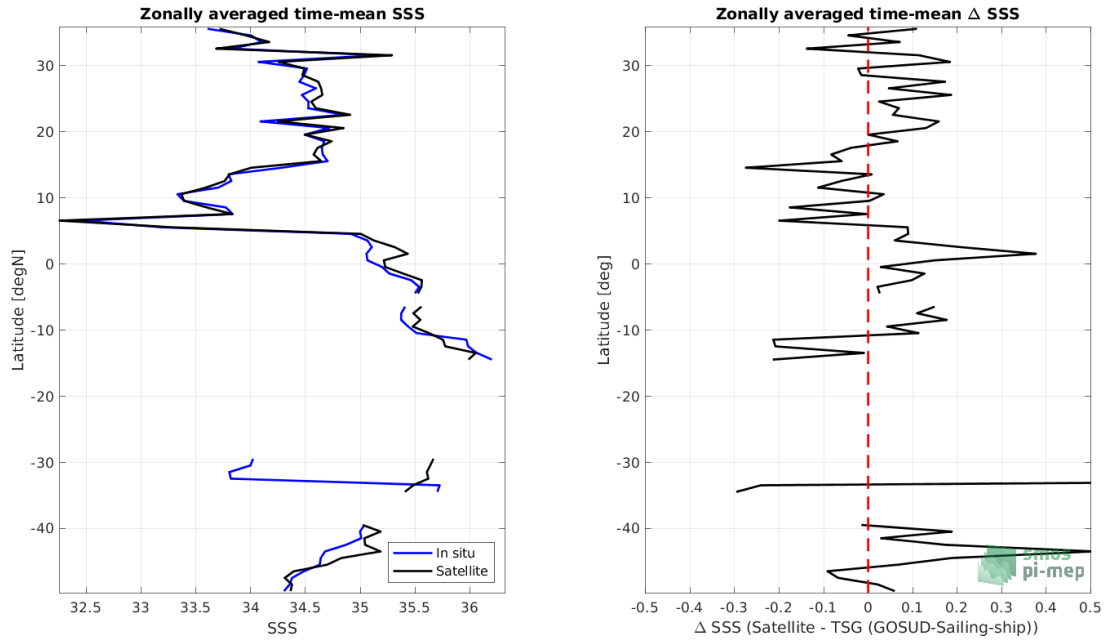 Zonally averaged time-mean SSS
Latitude [degN]
30
20
10
0
-10
-20
-30
-40
32.5 33 33.5 34 34.5 35 35.5 36
SSS
In situ
Satellite
Zonally averaged time-mean Δ SSS
Latitude [deg]
30
20
10
0
-10
-20
-30
-40
-0.5 -0.4 -0.3 -0.2 -0.1 0 0.1 0.2 0.3 0.4 0.5
Δ SSS (Satellite - TSG (GOSUD-Sailing-ship))
smos
pi-mep